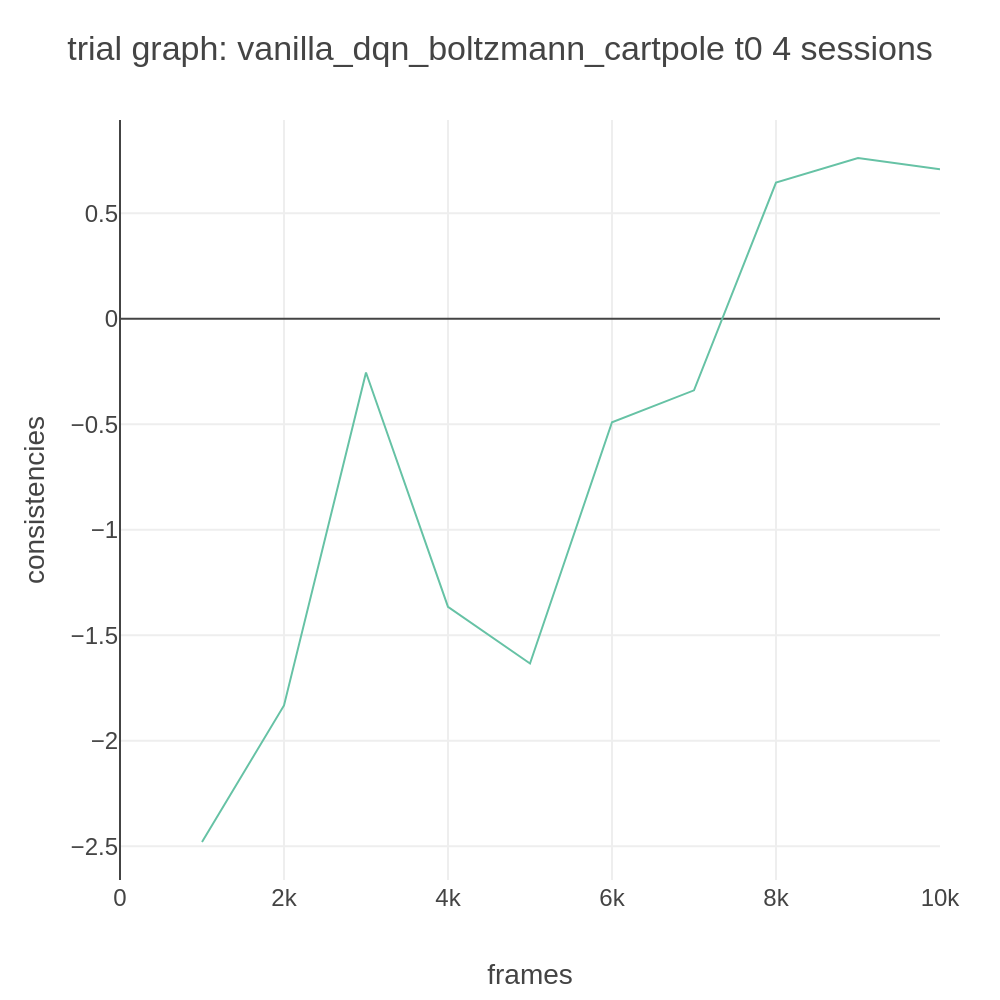 trial graph: vanilla_dqn_boltzmann_cartpole t0 4 sessions
0.5
0
−0.5
−1
−1.5
−2
−2.5
consistencies
0 2k 4k 6k 8k 10k
frames